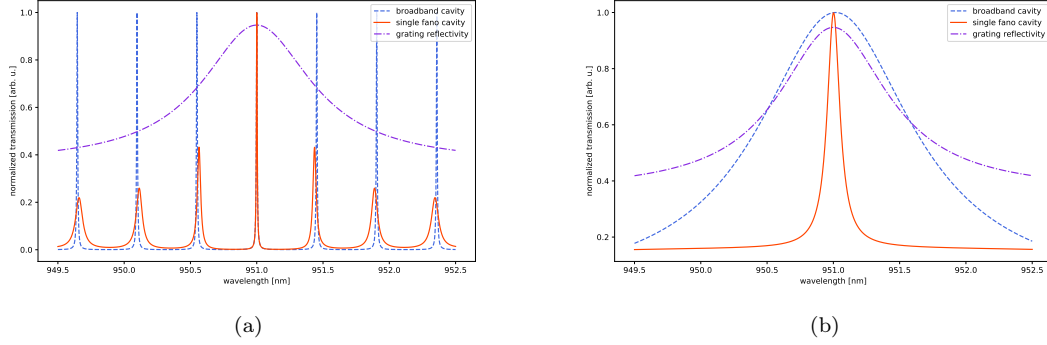 broadband cavity
single fano cavity
grating reflectivity
normalized transmission [arb. u.]
1.0
0.8
0.6
0.4
0.2
0.0
949.5 950.0 950.5 951.0 951.5 952.0 952.5
wavelength [nm]
(a)
broadband cavity
single fano cavity
grating reflectivity
normalized transmission [arb. u.]
1.0
0.8
0.6
0.4
0.2
949.5 950.0 950.5 951.0 951.5 952.0 952.5
wavelength [nm]
(b)